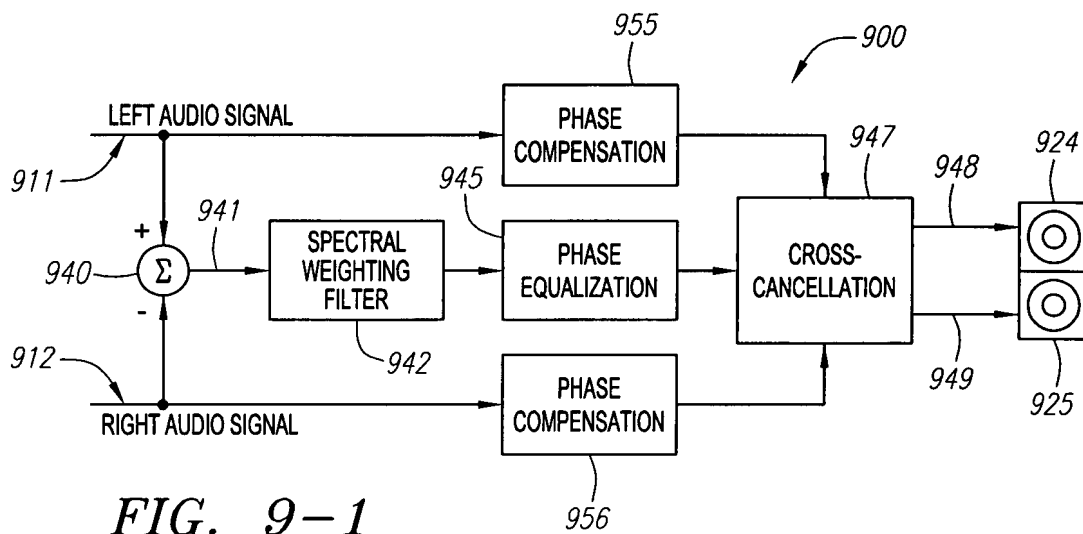 955
900
LEFT AUDIO SIGNAL
PHASE
COMPENSATION
947
924
911
945
948
941
+
SPECTRAL
WEIGHTING
FILTER
940
Σ
PHASE
EQUALIZATION
CROSS-
CANCELLATION
-
942
912
949
PHASE
COMPENSATION
925
RIGHT AUDIO SIGNAL
956
FIG. 9-1